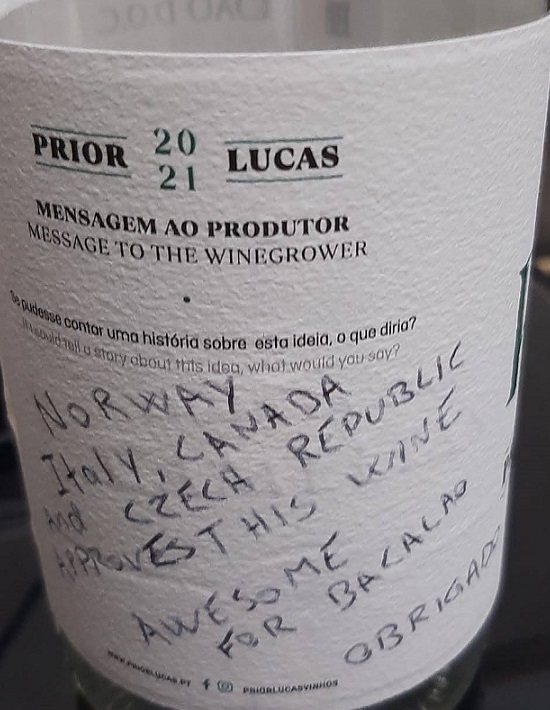 PRIOR 20 21 LUCAS
MENSAGEM AO PRODUTOR
MESSAGE TO THE WINEGROWER
Se pudesse contar uma história sobre esta ideia, o que diria?
could tell a story about this idea, what would you say?
NORWAY
Italy, CANADA
And CZECH REPUBLIC
APPROVES THIS WINE
AWESOME
FOR BACALAO
OBRIGADO
WWW.PRIORLUCAS.PT PRIORLUCASVINHOS